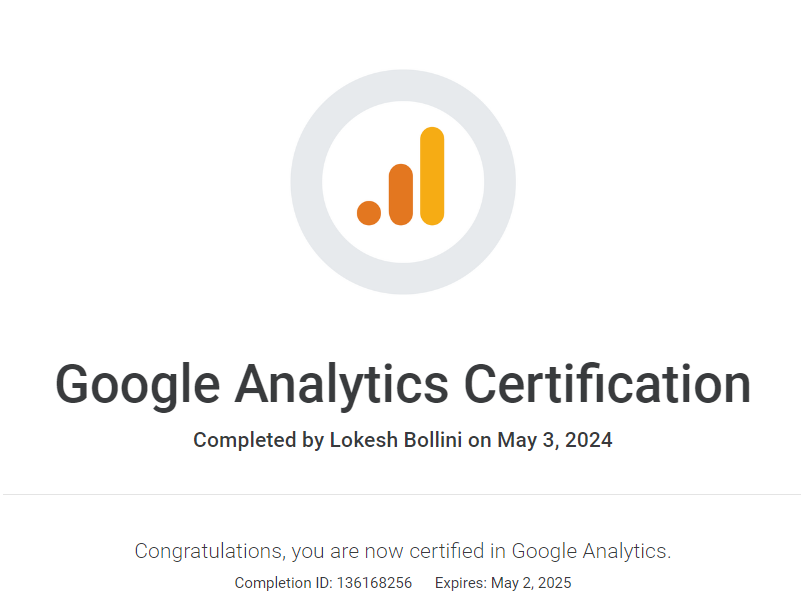 Google Analytics Certification
Completed by Lokesh Bollini on May 3, 2024
Congratulations, you are now certified in Google Analytics.
Completion ID: 136168256 Expires: May 2, 2025